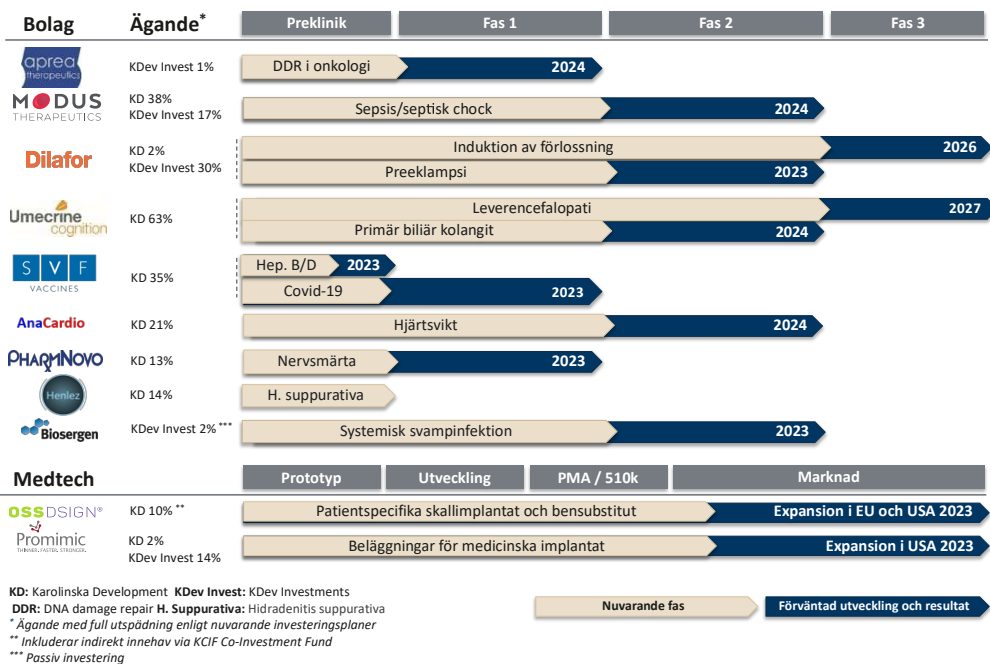 Bolag Ägande* Preklinik Fas 1 Fas 2 Fas 3
aprea
therapeutics
KDev Invest 1% DDR i onkologi 2024
MODUS
THERAPEUTICS
KD 38%
KDev Invest 17%
Sepsis/septisk chock 2024
Dilafor
KD 2%
KDev Invest 30%
Induktion av förlossning 2026
Preeklampsi 2023
Umecrine
cognition
KD 63%
Leverencefalopati 2027
Primär biliär kolangit 2024
SVF
VACCINES
KD 35%
Hep. B/D 2023
Covid-19 2023
AnaCardio KD 21% Hjärtsvikt 2024
PHARMNOVO KD 13% Nervsmärta 2023
Henlez KD 14% H. suppurativa
Biosergen KDev Invest 2% *** Systemisk svampinfektion 2023
Medtech Prototyp Utveckling PMA / 510k Marknad
OSSDSIGN® KD 10% ** Patientspecifika skallimplantat och bensubstitut Expansion i EU och USA 2023
Promimic
THINNER. FASTER. STRONGER.
KD 2%
KDev Invest 14%
Beläggningar för medicinska implantat Expansion i USA 2023
KD: Karolinska Development KDev Invest: KDev Investments
DDR: DNA damage repair H. Suppurativa: Hidradenitis suppurativa
* Ägande med full utspädning enligt nuvarande investeringsplaner
** Inkluderar indirekt innehav via KCIF Co-Investment Fund
*** Passiv investering
Nuvarande fas Förväntad utveckling och resultat